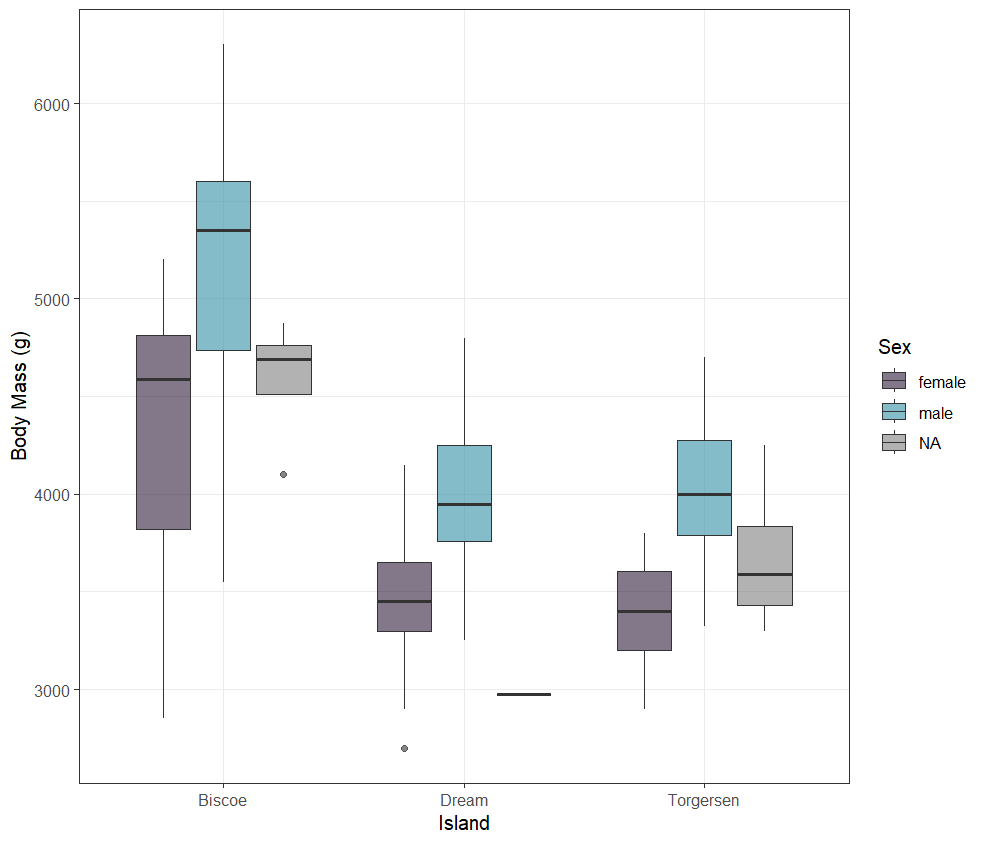 6000
5000
4000
3000
Body Mass (g)
Biscoe
Dream
Torgersen
Island
Sex
female
male
NA